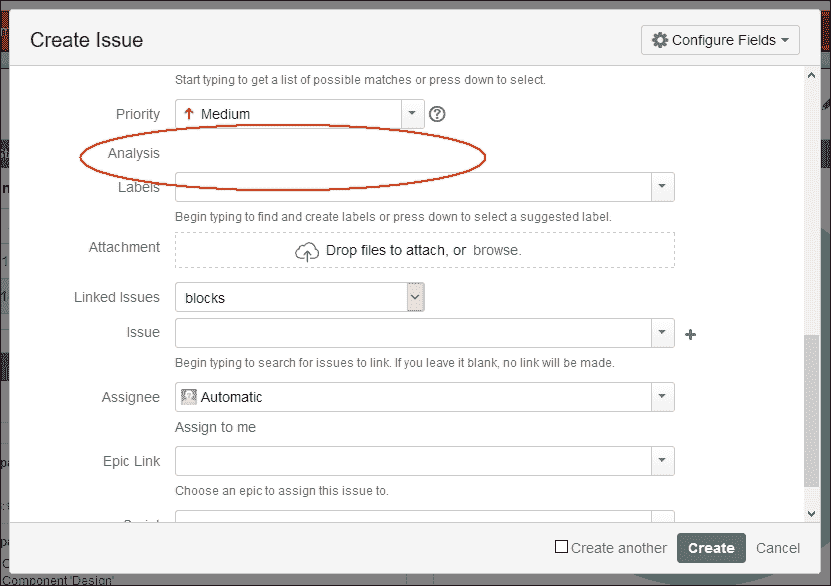 Create Issue
Configure Fields
Start typing to get a list of possible matches or press down to select.
Priority
Medium
Analysis
Labels
Begin typing to find and create labels or press down to select a suggested label.
Attachment
Drop files to attach, or browse.
Linked Issues
blocks
Issue
Begin typing to search for issues to link. If you leave it blank, no link will be made.
Assignee
Automatic
Assign to me
Epic Link
Choose an epic to assign this issue to.
Create another
Create
Cancel
Component 'Design'